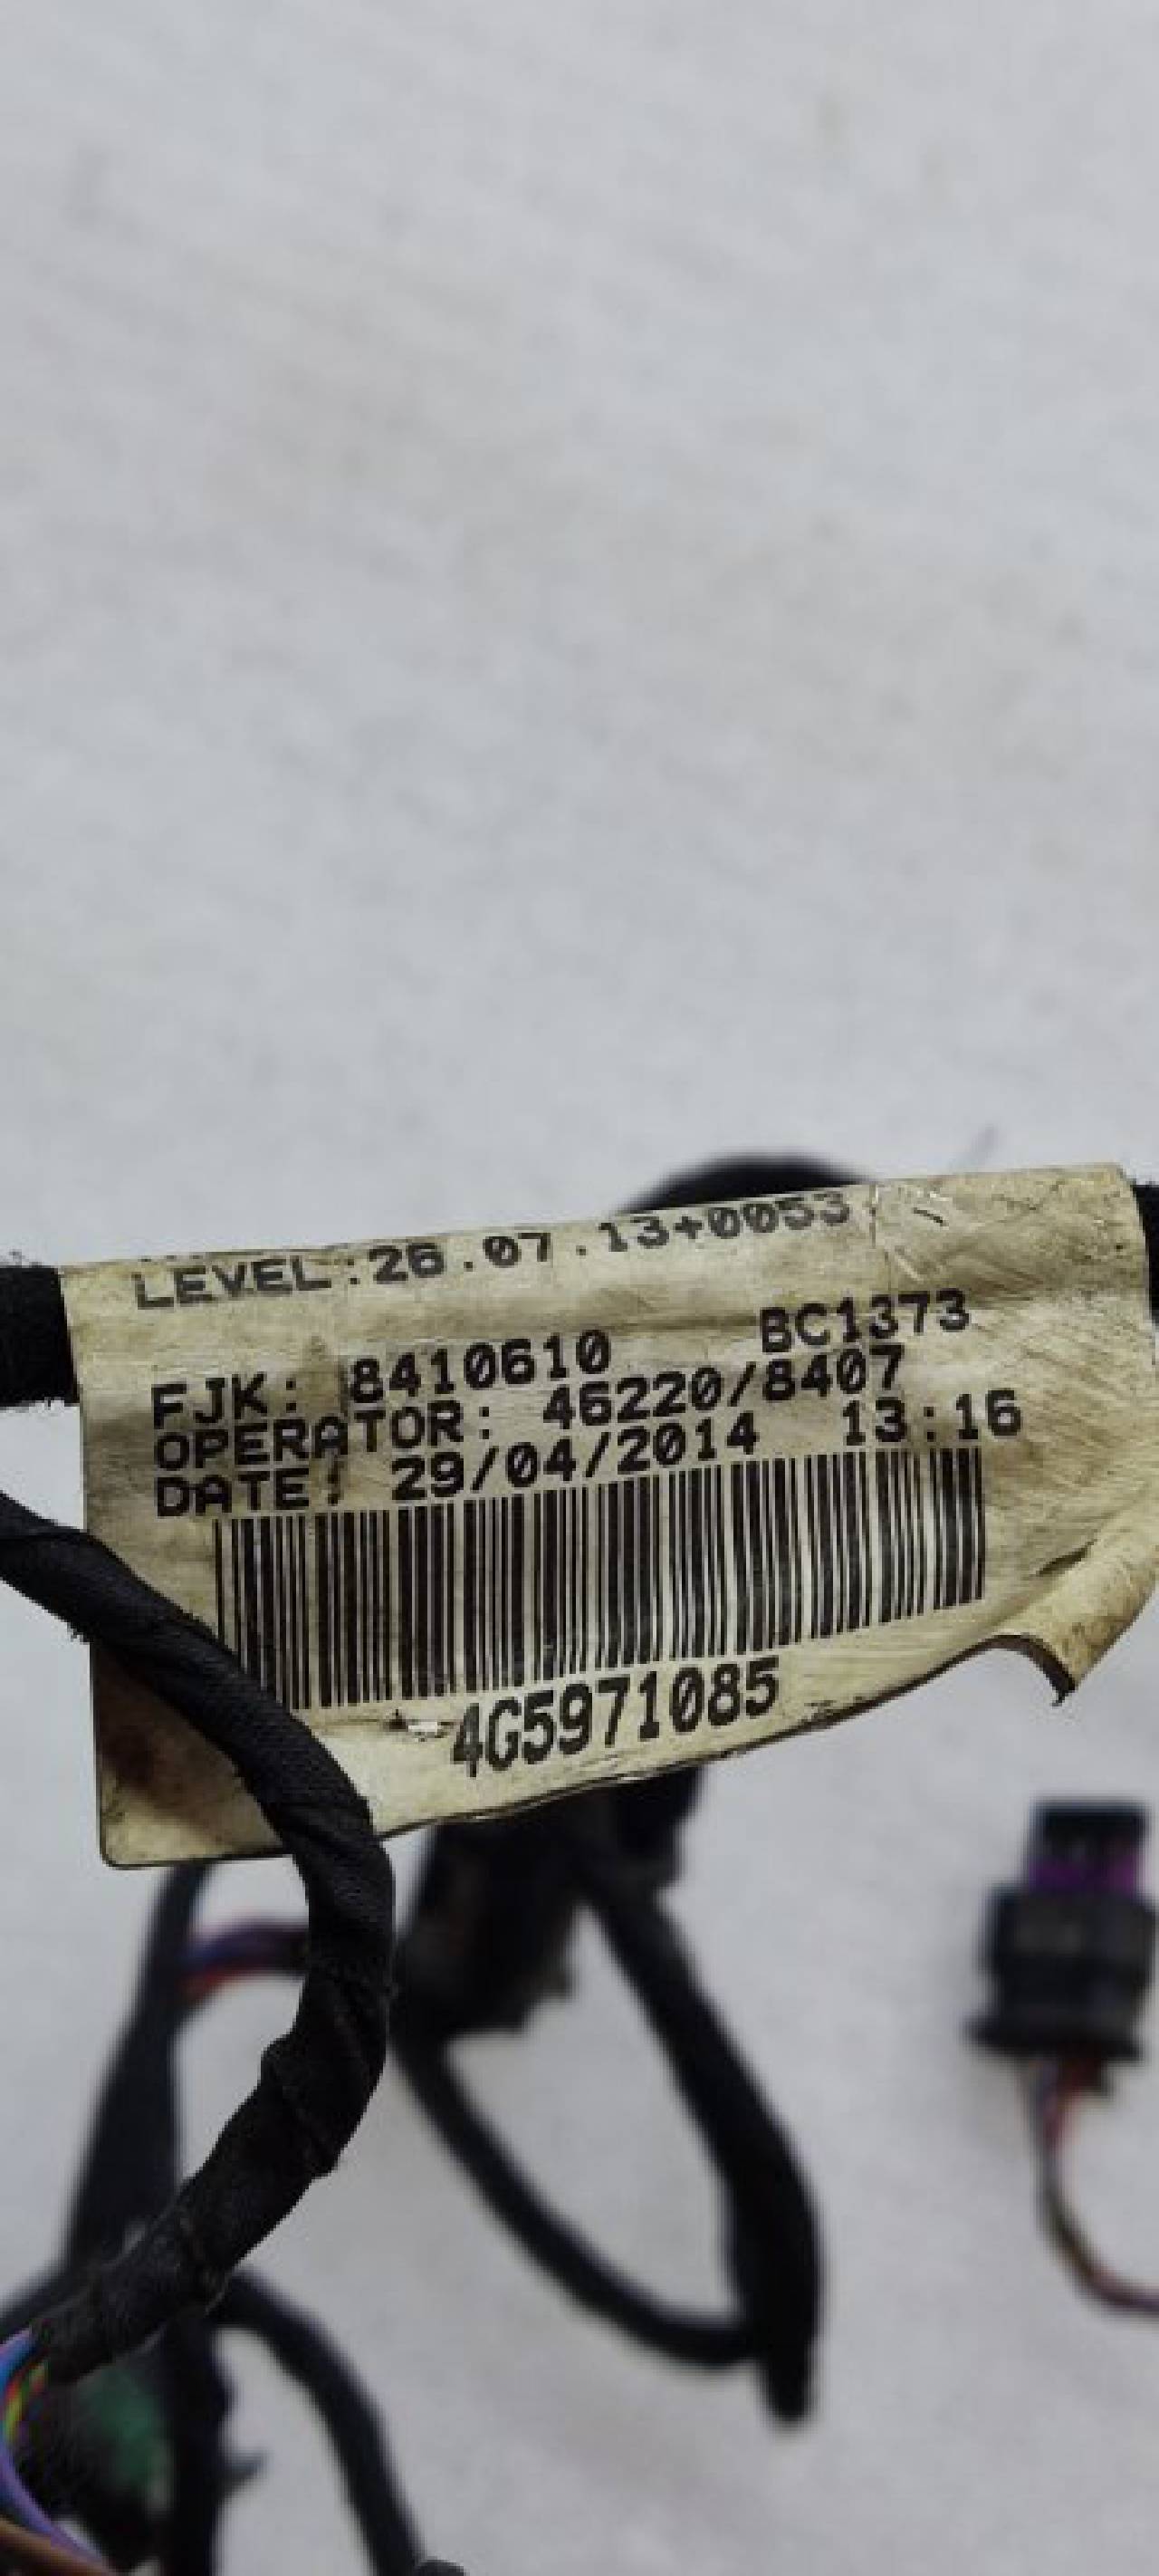 LEVEL:26.07.13+0053
BC1373
FJK: 8410610
OPERATOR: 46220/8407
DATE: 29/04/2014 13:16
4G5971085